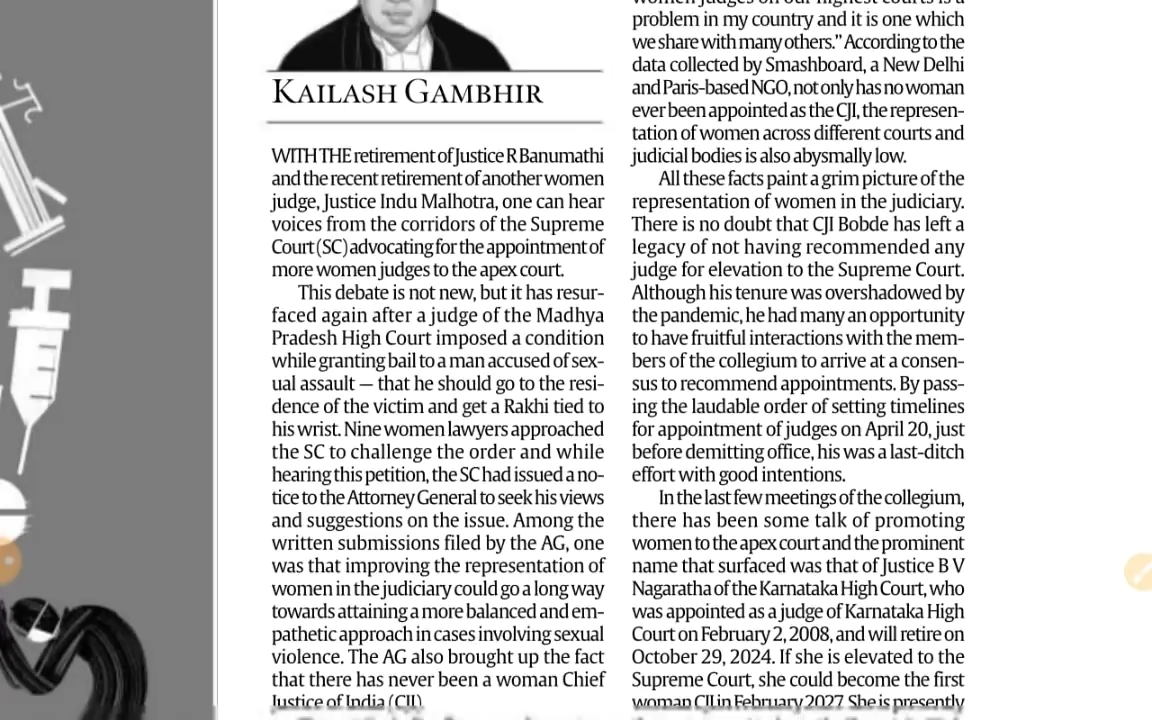 KAILASH GAMBHIR
WITH THE retirement of Justice R Banumathi
and the recent retirement of another women
judge, Justice Indu Malhotra, one can hear
voices from the corridors of the Supreme
Court (SC) advocating for the appointment of
more women judges to the apex court.
This debate is not new, but it has resur-
faced again after a judge of the Madhya
Pradesh High Court imposed a condition
while granting bail to a man accused of sex-
ual assault — that he should go to the resi-
dence of the victim and get a Rakhi tied to
his wrist. Nine women lawyers approached
the SC to challenge the order and while
hearing this petition, the SC had issued a no-
tice to the Attorney General to seek his views
and suggestions on the issue. Among the
written submissions filed by the AG, one
was that improving the representation of
women in the judiciary could go a long way
towards attaining a more balanced and em-
pathetic approach in cases involving sexual
violence. The AG also brought up the fact
that there has never been a woman Chief
Justice of India (CJI).
women judges on our highest courts is a
problem in my country and it is one which
we share with many others.” According to the
data collected by Smashboard, a New Delhi
and Paris-based NGO, not only has no woman
ever been appointed as the CJI, the represen-
tation of women across different courts and
judicial bodies is also abysmally low.
All these facts paint a grim picture of the
representation of women in the judiciary.
There is no doubt that CJI Bobde has left a
legacy of not having recommended any
judge for elevation to the Supreme Court.
Although his tenure was overshadowed by
the pandemic, he had many an opportunity
to have fruitful interactions with the mem-
bers of the collegium to arrive at a consen-
sus to recommend appointments. By pass-
ing the laudable order of setting timelines
for appointment of judges on April 20, just
before demitting office, his was a last-ditch
effort with good intentions.
In the last few meetings of the collegium,
there has been some talk of promoting
women to the apex court and the prominent
name that surfaced was that of Justice B V
Nagaratha of the Karnataka High Court, who
was appointed as a judge of Karnataka High
Court on February 2, 2008, and will retire on
October 29, 2024. If she is elevated to the
Supreme Court, she could become the first
woman CJI in February 2027. She is presently